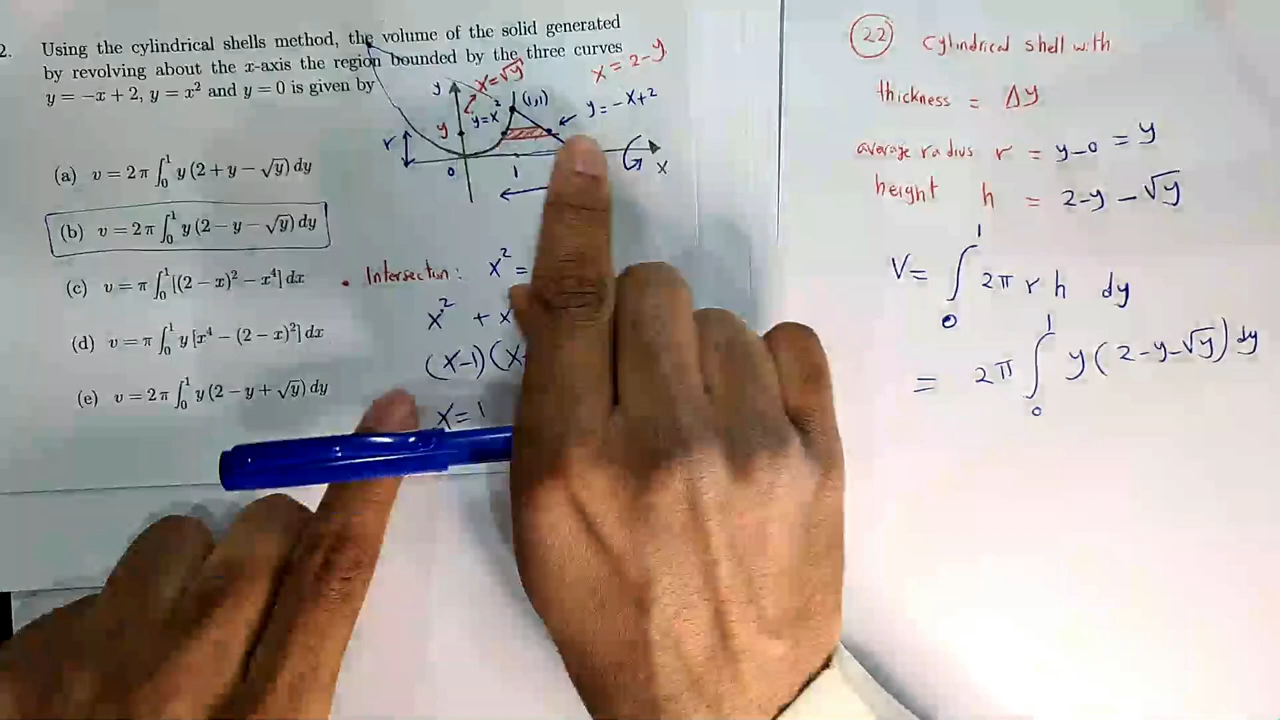 2. Using the cylindrical shells method, the volume of the solid generated
by revolving about the x-axis the region bounded by the three curves
y = −x + 2, y = x² and y = 0 is given by
(a) v = 2π ∫₀¹ y (2 + y − √y) dy
(b) v = 2π ∫₀¹ y (2 − y − √y) dy
(c) v = π ∫₀¹ [(2 − x)² − x⁴] dx
(d) v = π ∫₀¹ y [x⁴ − (2 − x)²] dx
(e) v = 2π ∫₀¹ y (2 − y + √y) dy
y
x = √y
x = 2 − y
y = x²
(1,1)
y = −x + 2
y
r
0
1
x
• Intersection: x² =
x² + x
(x−1)(x
x = 1
(22) Cylindrical shell with
thickness = Δy
average radius r = y − 0 = y
height h = 2 − y − √y
V = ∫₀¹ 2π r h dy
= 2π ∫₀¹ y (2 − y − √y) dy